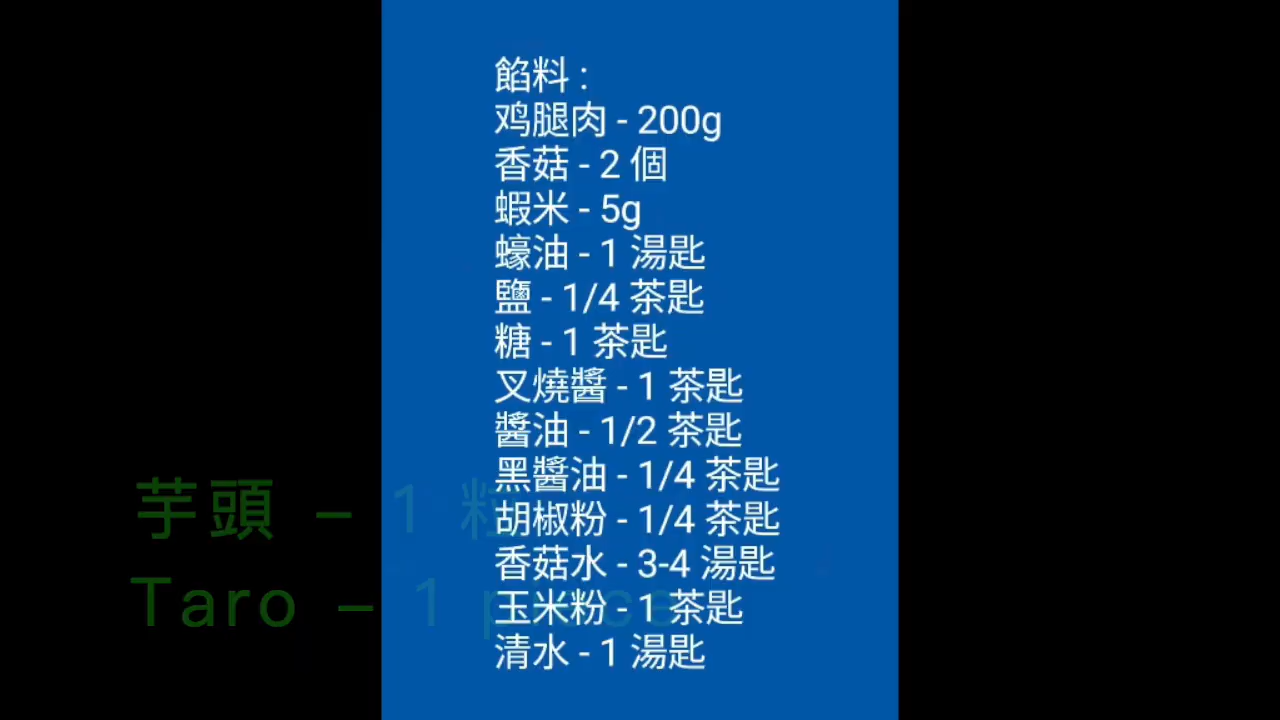 餡料 :
鸡腿肉 - 200g
香菇 - 2 個
蝦米 - 5g
蠔油 - 1 湯匙
鹽 - 1/4 茶匙
糖 - 1 茶匙
叉燒醬 - 1 茶匙
醬油 - 1/2 茶匙
黑醬油 - 1/4 茶匙
胡椒粉 - 1/4 茶匙
香菇水 - 3-4 湯匙
玉米粉 - 1 茶匙
清水 - 1 湯匙
芋頭 – 1 粒
Taro – 1 piece